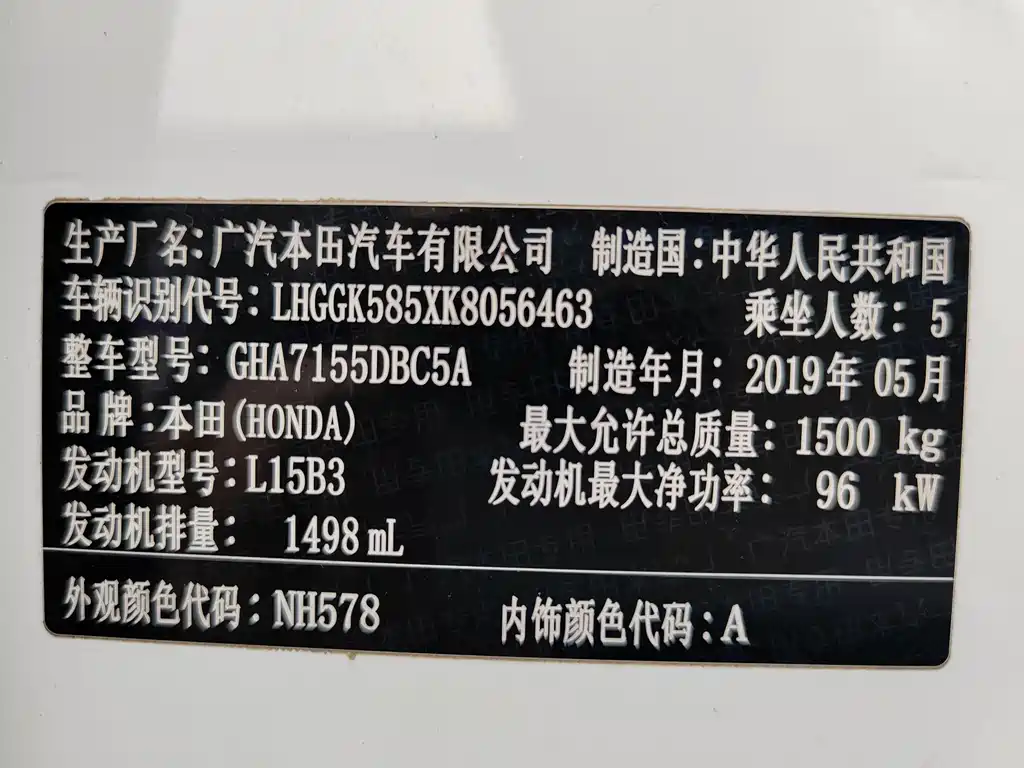 生产厂名：广汽本田汽车有限公司 制造国：中华人民共和国
车辆识别代号：LHGGK585XK8056463 乘坐人数：5
整车型号：GHA7155DBC5A 制造年月：2019年05月
品牌：本田(HONDA) 最大允许总质量：1500 kg
发动机型号：L15B3 发动机最大净功率：96 kW
发动机排量：1498 mL
外观颜色代码：NH578 内饰颜色代码：A